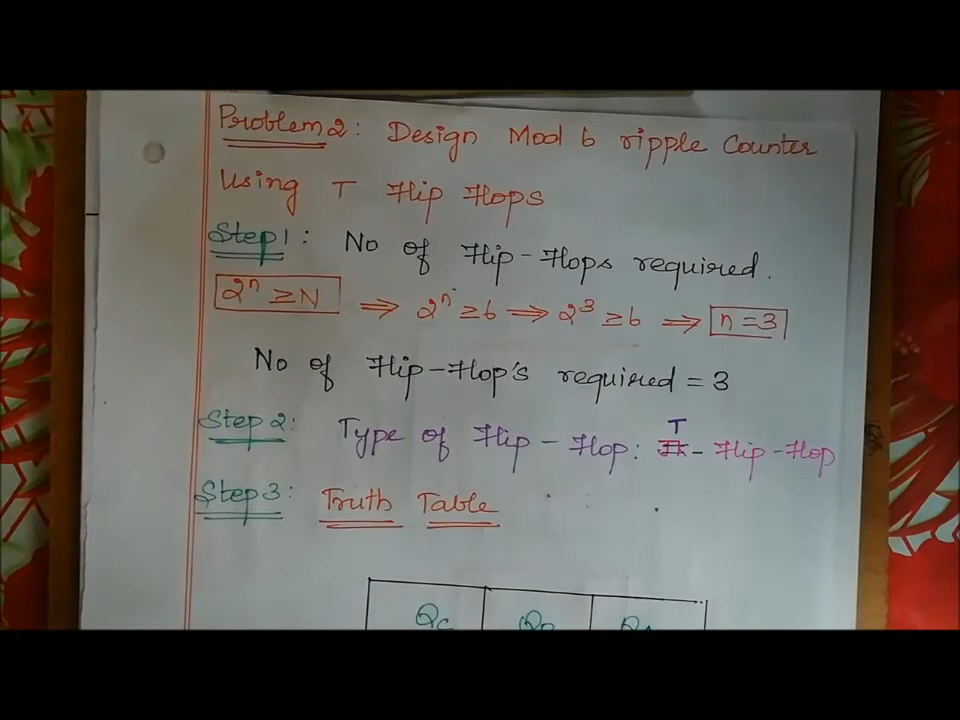 Problem 2: Design Mod 6 ripple Counter
Using T Flip Flops
Step 1: No of Flip-Flops required.
2ⁿ ≥ N ⇒ 2ⁿ ≥ 6 ⇒ 2³ ≥ 6 ⇒ n = 3
No of Flip-Flop's required = 3
Step 2: Type of Flip-Flop: T - Flip-Flop
Step 3: Truth Table
Qc